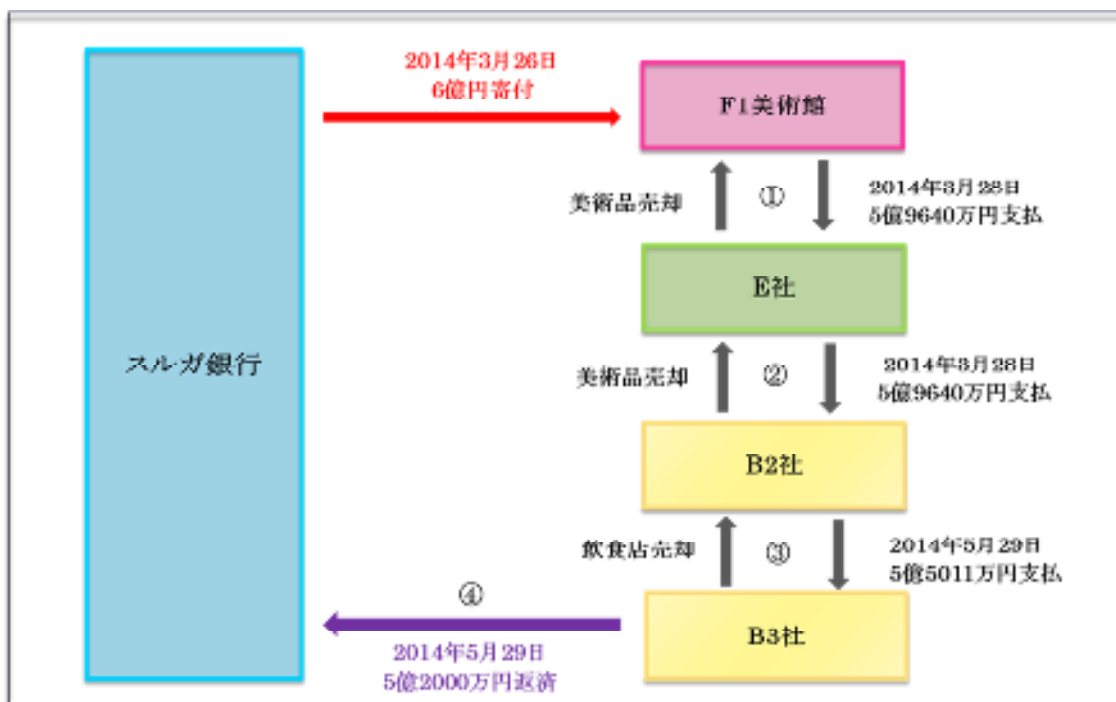 2014年3月26日
6億円寄付
F1美術館
美術品売却
①
2014年3月28日
5億9640万円支払
E社
スルガ銀行
美術品売却
②
2014年3月28日
5億9640万円支払
B2社
飲食店売却
③
2014年5月29日
5億5011万円支払
④
B3社
2014年5月29日
5億2000万円返済